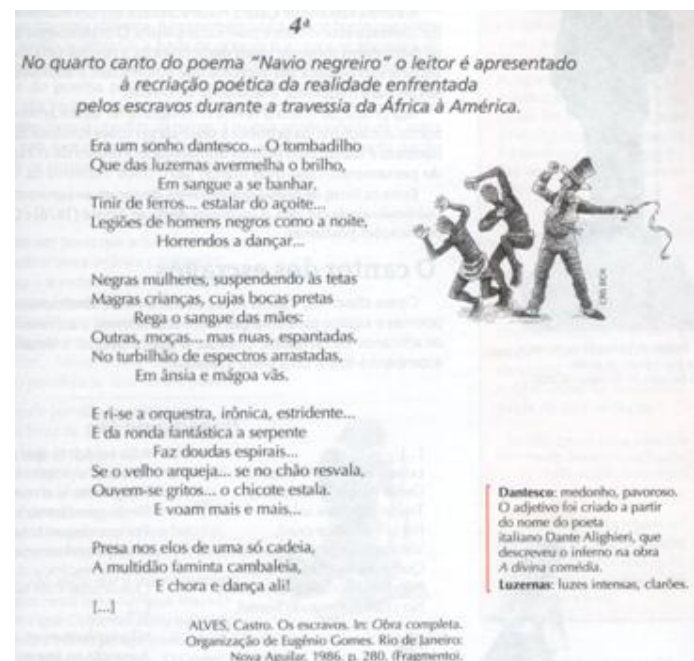 4ª
No quarto canto do poema "Navio negreiro" o leitor é apresentado
à recriação poética da realidade enfrentada
pelos escravos durante a travessia da África à América.
Era um sonho dantesco... O tombadilho
Que das luzernas avermelha o brilho,
Em sangue a se banhar.
Tinir de ferros... estalar do açoite...
Legiões de homens negros como a noite,
Horrendos a dançar...
Negras mulheres, suspendendo às tetas
Magras crianças, cujas bocas pretas
Rega o sangue das mães:
Outras, moças... mas nuas, espantadas,
No turbilhão de espectros arrastadas,
Em ânsia e mágoa vãs.
E ri-se a orquestra, irônica, estridente...
E da ronda fantástica a serpente
Faz doudas espirais...
Se o velho arqueja... se no chão resvala,
Ouvem-se gritos... o chicote estala.
E voam mais e mais...
Presa nos elos de uma só cadeia,
A multidão faminta cambaleia,
E chora e dança ali!
[...]
ALVES, Castro. Os escravos. In: Obra completa.
Organização de Eugênio Gomes. Rio de Janeiro:
Nova Aguilar, 1986. p. 280. (Fragmento).
Dantesco: medonho, pavoroso.
O adjetivo foi criado a partir
do nome do poeta
italiano Dante Alighieri, que
descreveu o inferno na obra
A divina comédia.
Luzernas: luzes intensas, clarões.